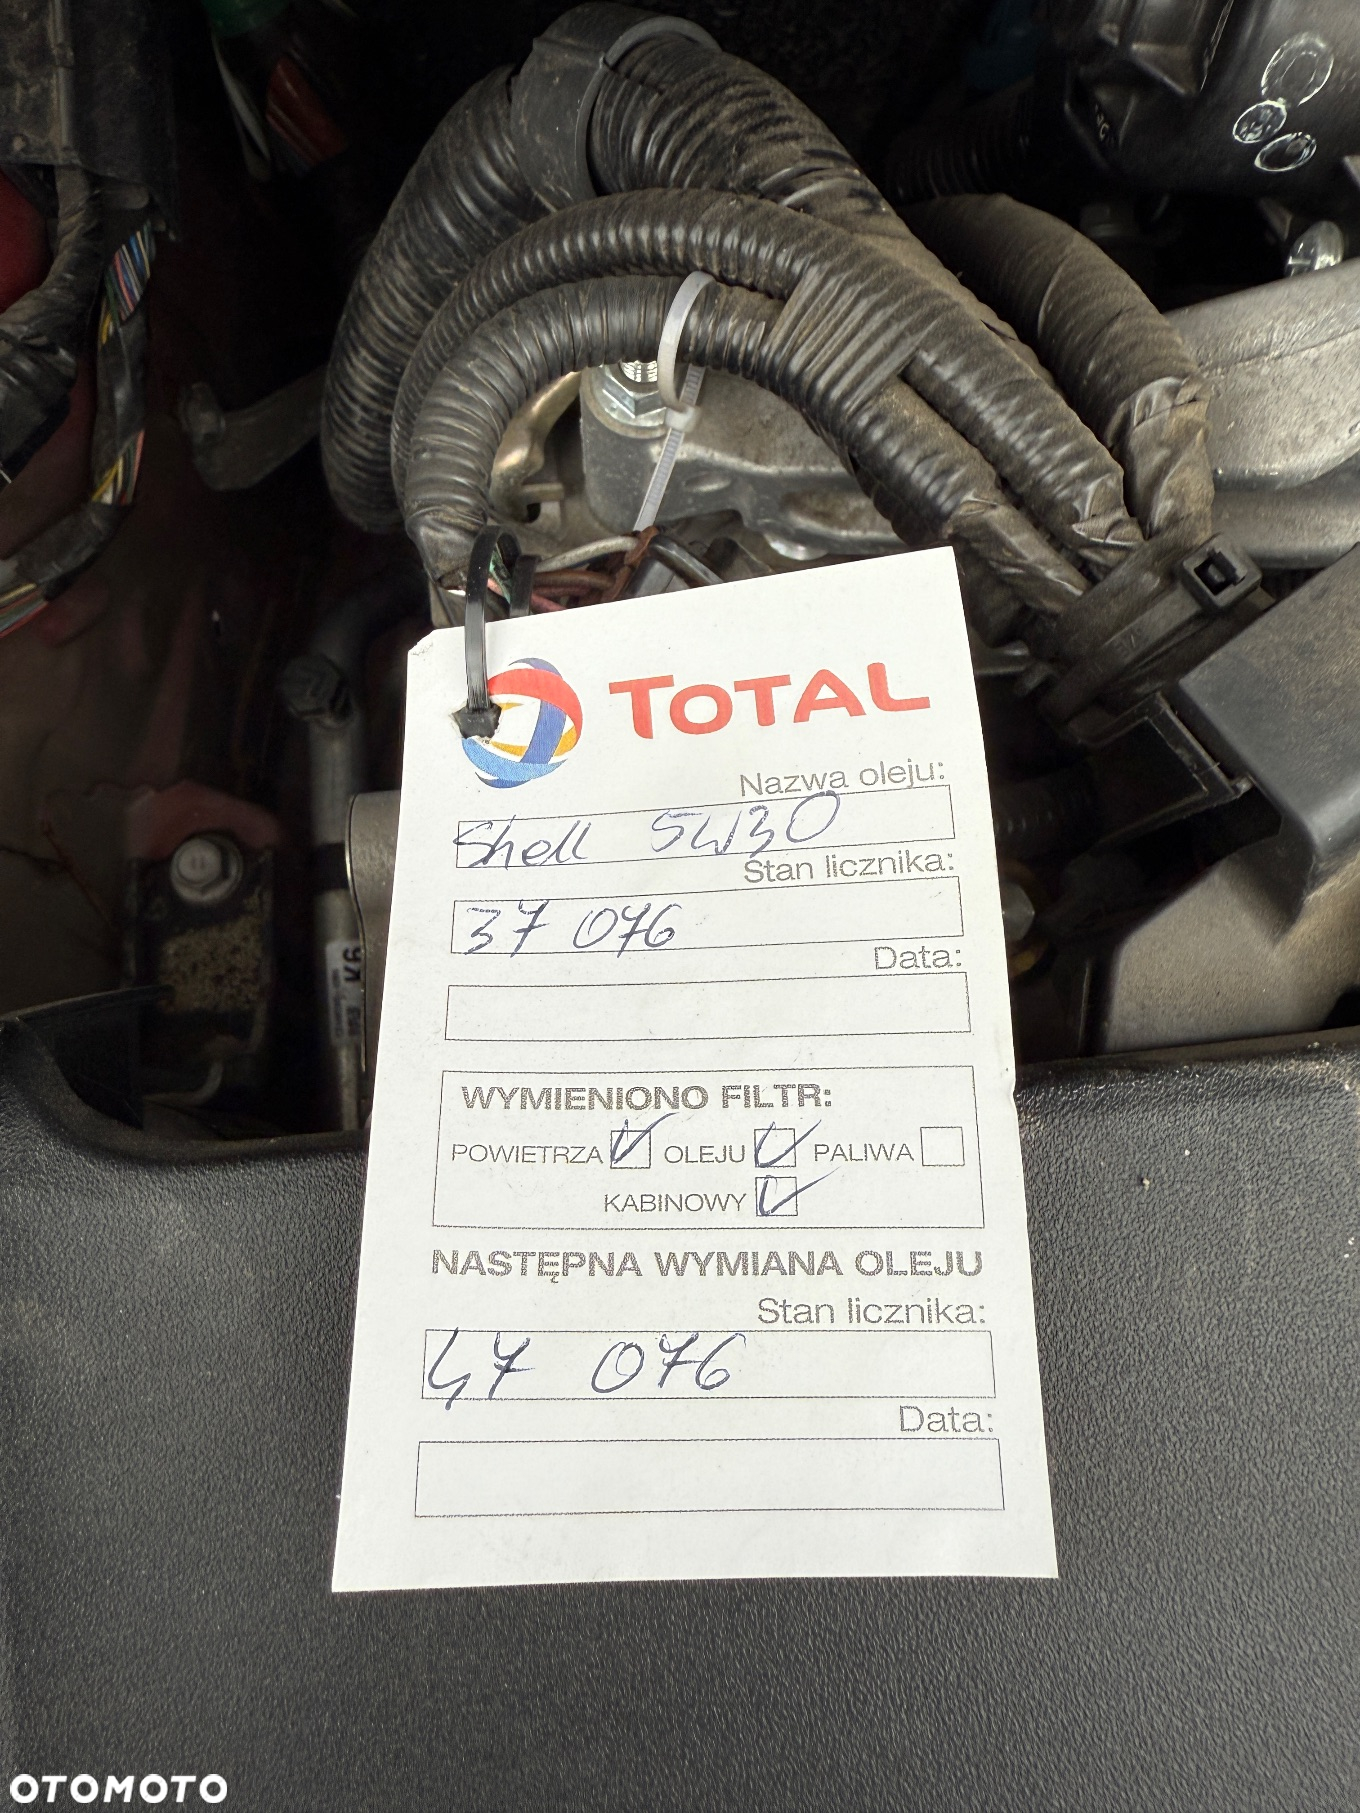 TOTAL
Nazwa oleju:
Shell 5W30
Stan licznika:
37 076
Data:
WYMIENIONO FILTR:
POWIETRZA OLEJU PALIWA
KABINOWY
NASTĘPNA WYMIANA OLEJU
Stan licznika:
47 076
Data:
OTOMOTO